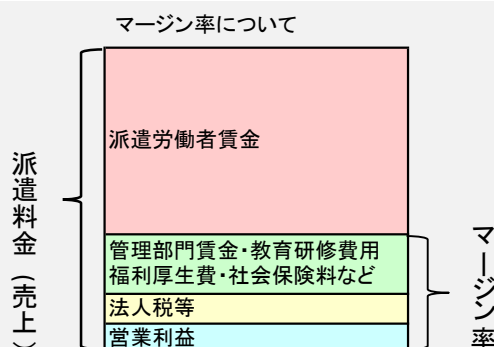 マージン率について
派遣料金（売上）
派遣労働者賃金
管理部門賃金・教育研修費用
福利厚生費・社会保険料など
法人税等
営業利益
マージン率